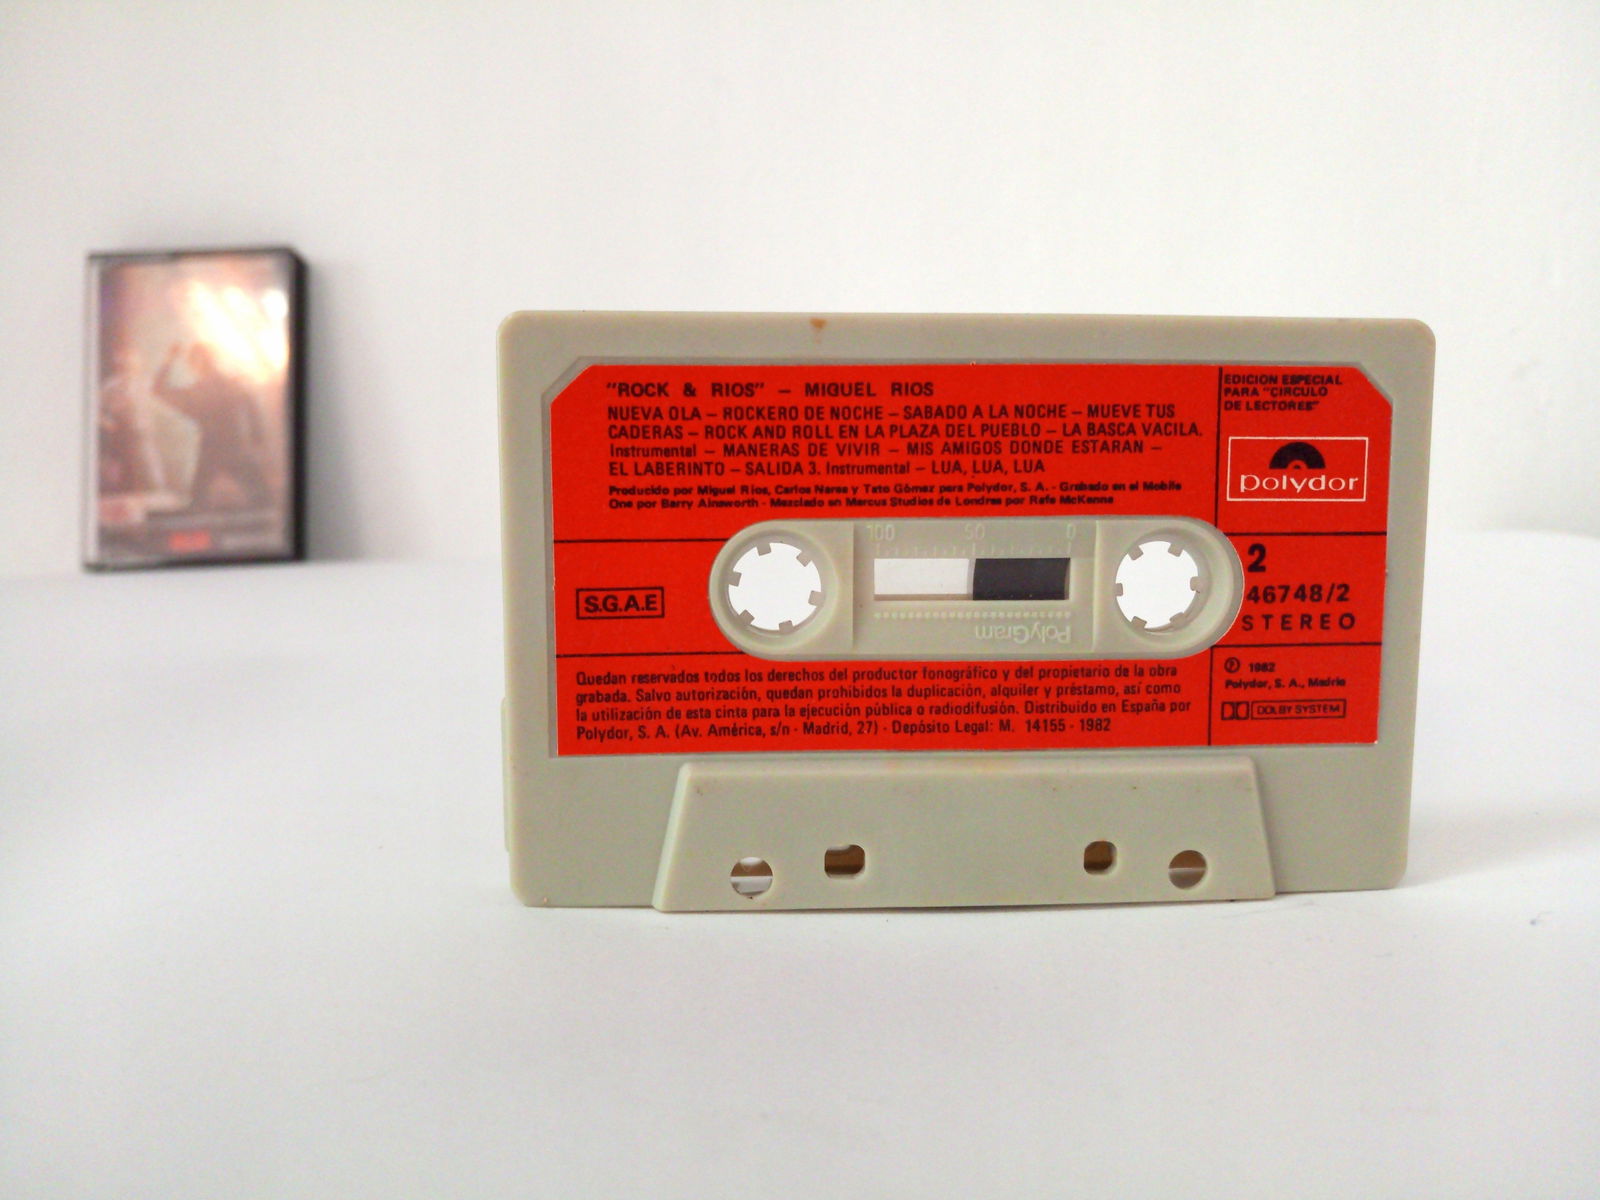 "ROCK & RIOS" – MIGUEL RIOS
NUEVA OLA – ROCKERO DE NOCHE – SABADO A LA NOCHE – MUEVE TUS
CADERAS – ROCK AND ROLL EN LA PLAZA DEL PUEBLO – LA BASCA VACILA.
Instrumental – MANERAS DE VIVIR – MIS AMIGOS DONDE ESTARAN –
EL LABERINTO – SALIDA 3. Instrumental – LUA, LUA, LUA
Producido por Miguel Rios, Carlos Narea y Tato Gómez para Polydor, S. A. - Grabado en el Mobile
One por Barry Ainsworth - Mezclado en Marcus Studios de Londres por Rafe McKenna
EDICION ESPECIAL
PARA "CIRCULO
DE LECTORES"
polydor
100 50 0
PolyGram
S.G.A.E
2
46748/2
STEREO
Quedan reservados todos los derechos del productor fonográfico y del propietario de la obra
grabada. Salvo autorización, quedan prohibidos la duplicación, alquiler y préstamo, así como
la utilización de esta cinta para la ejecución pública o radiodifusión. Distribuido en España por
Polydor, S. A. (Av. América, s/n - Madrid, 27) - Depósito Legal: M. 14155 - 1982
Ⓟ 1982
Polydor, S. A., Madrid
DOLBY SYSTEM